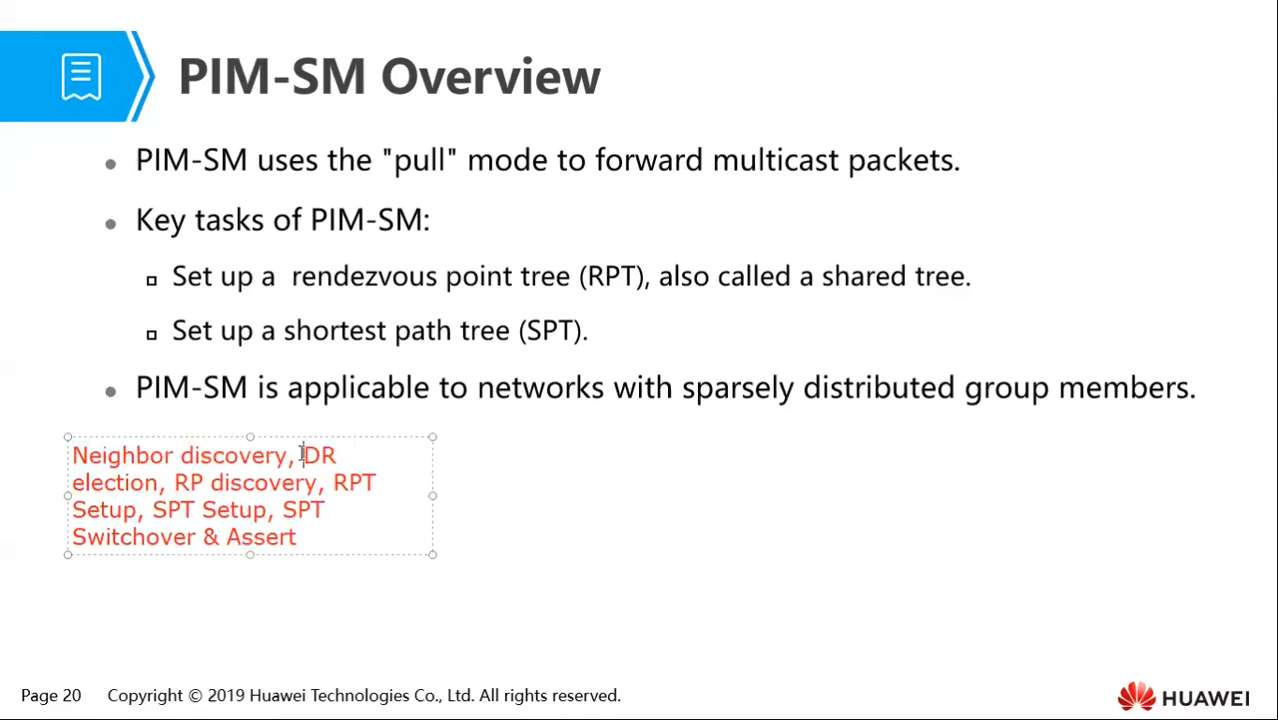 PIM-SM Overview
PIM-SM uses the "pull" mode to forward multicast packets.
Key tasks of PIM-SM:
Set up a rendezvous point tree (RPT), also called a shared tree.
Set up a shortest path tree (SPT).
PIM-SM is applicable to networks with sparsely distributed group members.
Neighbor discovery, DR
election, RP discovery, RPT
Setup, SPT Setup, SPT
Switchover & Assert
Page 20 Copyright © 2019 Huawei Technologies Co., Ltd. All rights reserved.
HUAWEI